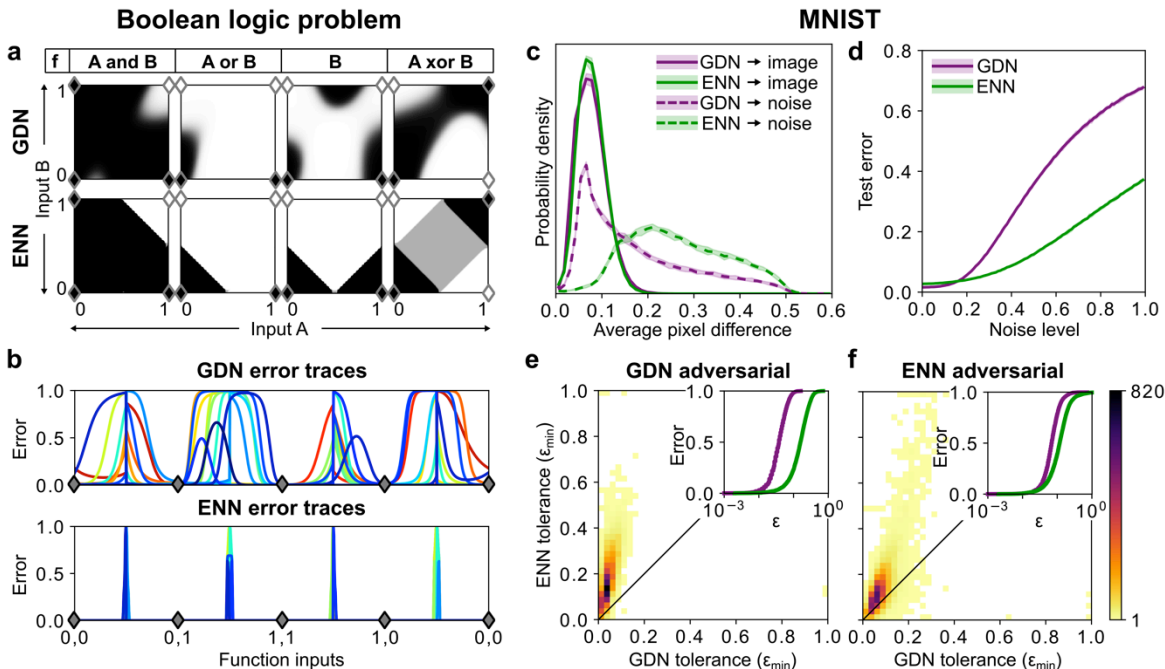 Boolean logic problem
MNIST
a
f A and B A or B B A xor B
GDN
ENN
Input B
1
0
1
0
0 1 0 1 0 1 0 1
Input A
b
GDN error traces
Error
1.0
0.5
0.0
ENN error traces
Error
1.0
0.5
0.0
0,0 0,1 1,1 1,0 0,0
Function inputs
c
GDN → image
ENN → image
GDN → noise
ENN → noise
Probability density
0.0 0.1 0.2 0.3 0.4 0.5 0.6
Average pixel difference
d
GDN
ENN
Test error
0.8
0.6
0.4
0.2
0.0
0.0 0.2 0.4 0.6 0.8 1.0
Noise level
e
GDN adversarial
ENN tolerance (εmin)
1.0
0.8
0.6
0.4
0.2
0.0
0.0 0.2 0.4 0.6 0.8 1.0
GDN tolerance (εmin)
Error
1.0
0.5
0.0
10⁻³ ε 10⁰
f
ENN adversarial
0.0 0.2 0.4 0.6 0.8 1.0
GDN tolerance (εmin)
Error
1.0
0.5
0.0
10⁻³ ε 10⁰
820
1